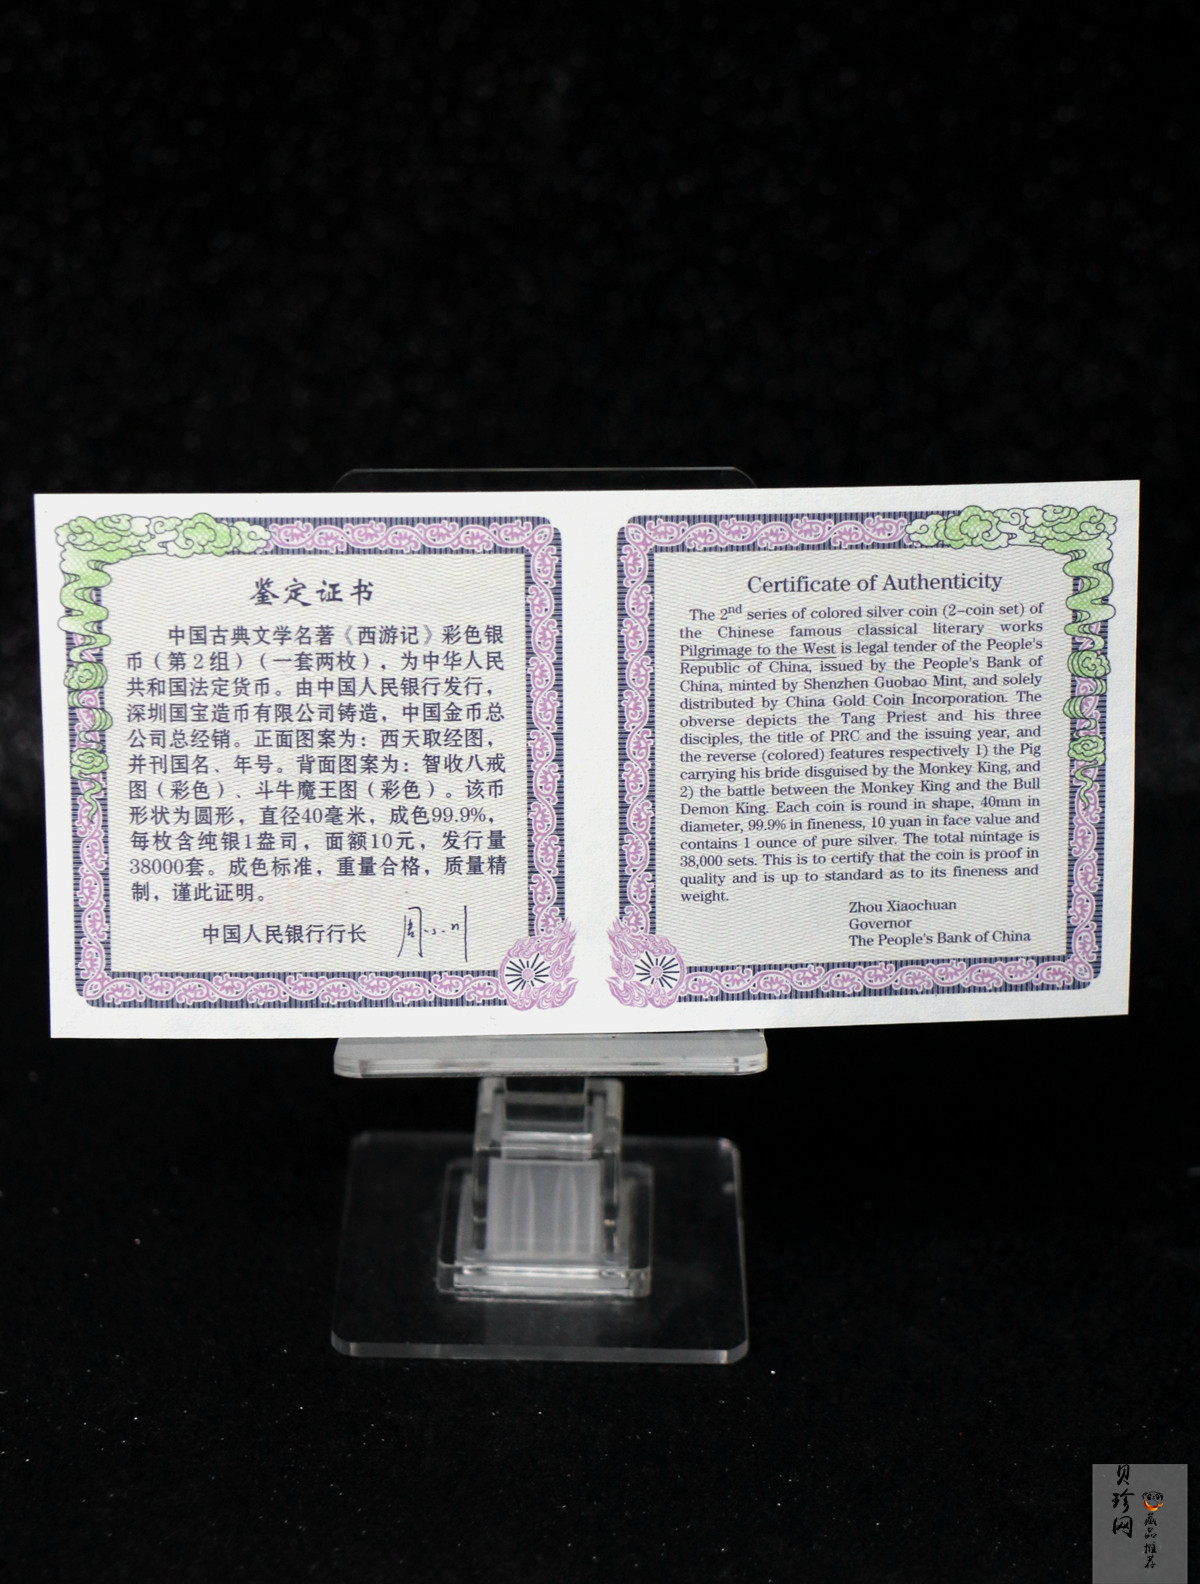 鉴定证书
中国古典文学名著《西游记》彩色银
币（第2组）（一套两枚），为中华人民
共和国法定货币。由中国人民银行发行，
深圳国宝造币有限公司铸造，中国金币总
公司总经销。正面图案为：西天取经图，
并刊国名、年号。背面图案为：智收八戒
图（彩色）、斗牛魔王图（彩色）。该币
形状为圆形，直径40毫米，成色99.9%，
每枚含纯银1盎司，面额10元，发行量
38000套。成色标准，重量合格，质量精
制，谨此证明。
中国人民银行行长 周小川
Certificate of Authenticity
The 2nd series of colored silver coin (2-coin set) of
the Chinese famous classical literary works
Pilgrimage to the West is legal tender of the People's
Republic of China, issued by the People's Bank of
China, minted by Shenzhen Guobao Mint, and solely
distributed by China Gold Coin Incorporation. The
obverse depicts the Tang Priest and his three
disciples, the title of PRC and the issuing year, and
the reverse (colored) features respectively 1) the Pig
carrying his bride disguised by the Monkey King, and
2) the battle between the Monkey King and the Bull
Demon King. Each coin is round in shape, 40mm in
diameter, 99.9% in fineness, 10 yuan in face value and
contains 1 ounce of pure silver. The total mintage is
38,000 sets. This is to certify that the coin is proof in
quality and is up to standard as to its fineness and
weight.
Zhou Xiaochuan
Governor
The People's Bank of China
贝珍网
藏品推荐